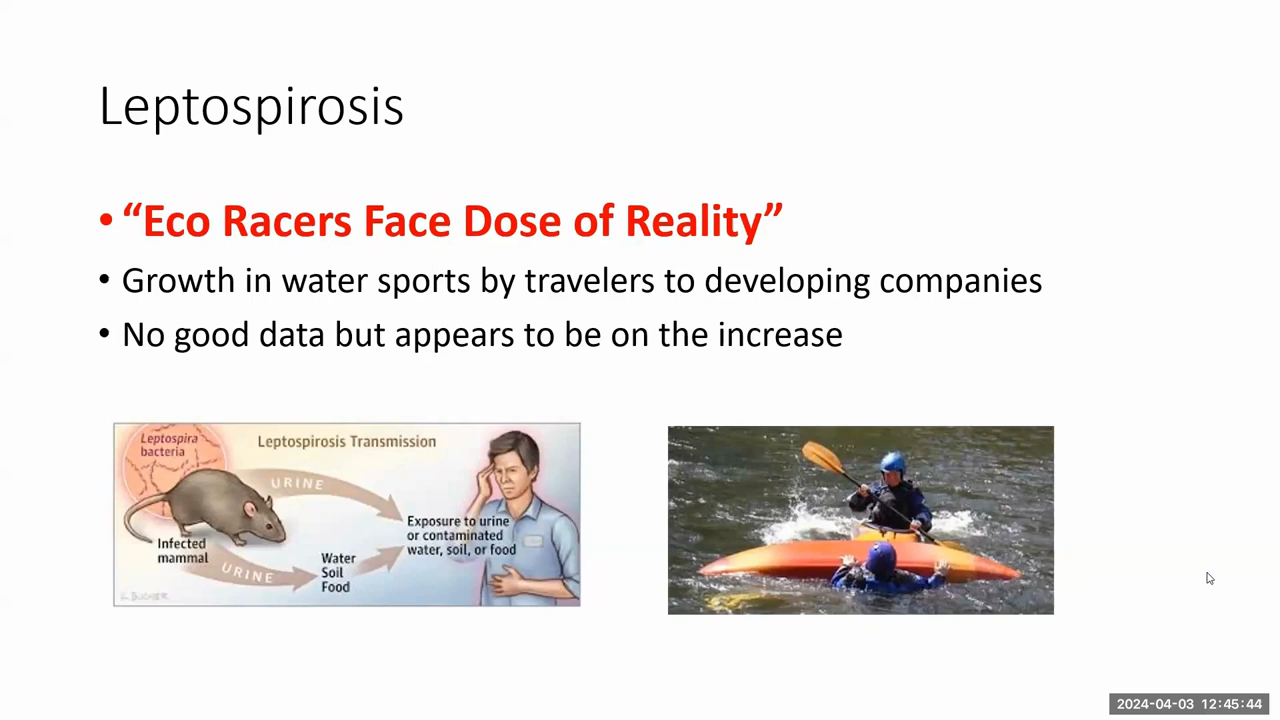 Leptospirosis
• “Eco Racers Face Dose of Reality”
• Growth in water sports by travelers to developing companies
• No good data but appears to be on the increase
Leptospira
bacteria
Leptospirosis Transmission
URINE
Infected
mammal
URINE
Water
Soil
Food
Exposure to urine
or contaminated
water, soil, or food
L. BUCHER
2024-04-03 12:45:44